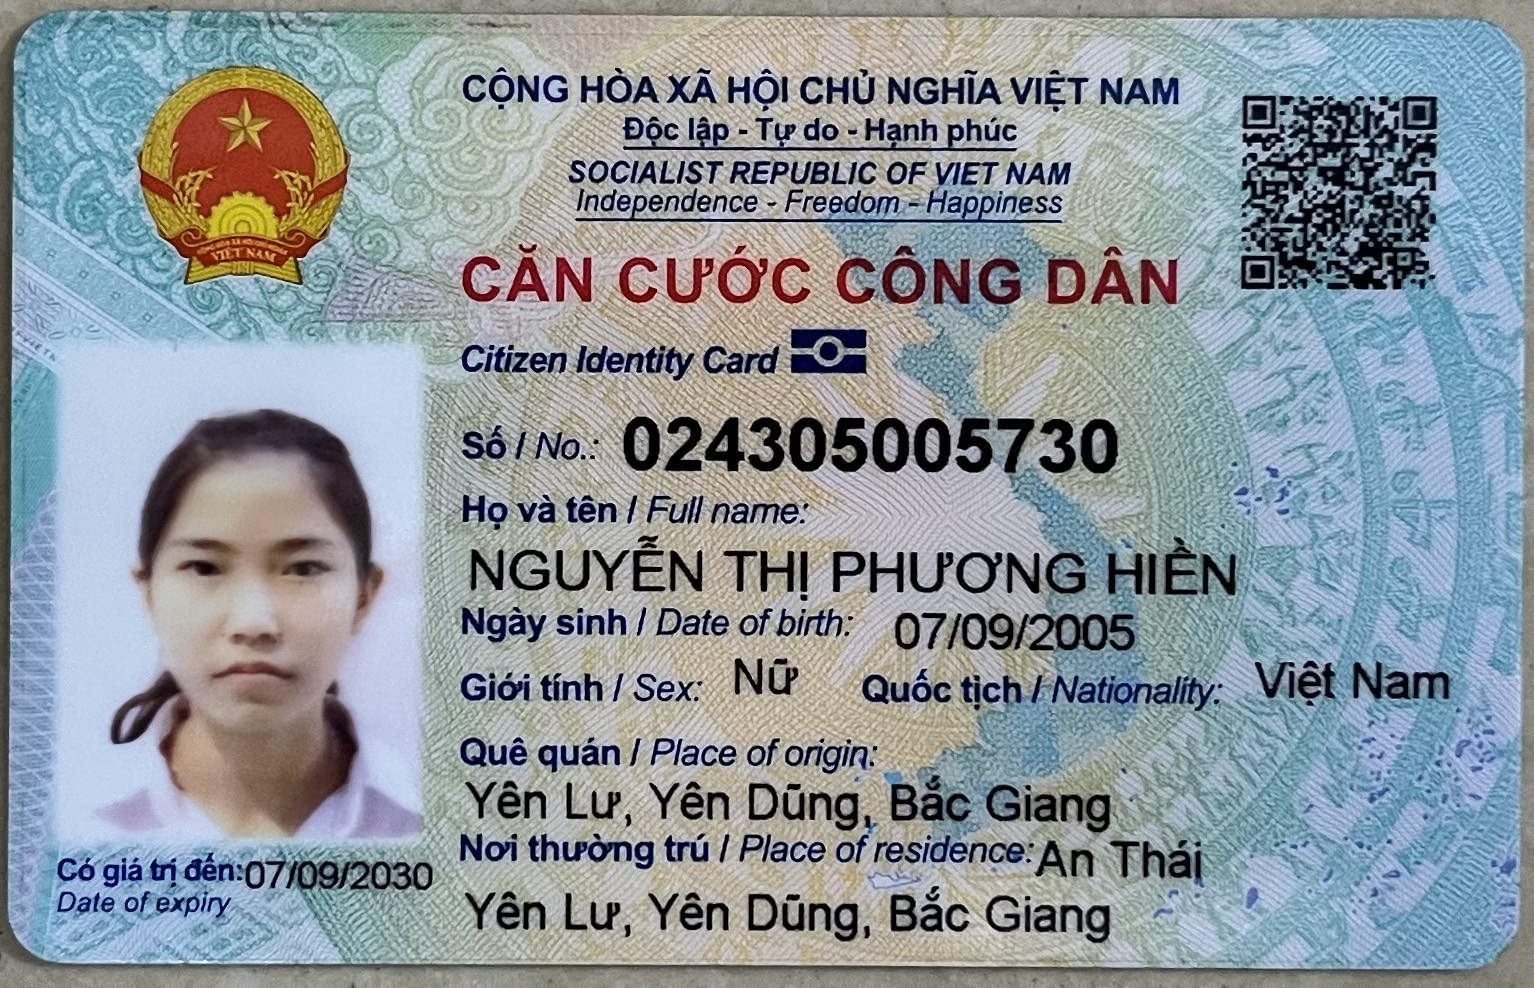 CỘNG HÒA XÃ HỘI CHỦ NGHĨA VIỆT NAM
Độc lập - Tự do - Hạnh phúc
SOCIALIST REPUBLIC OF VIET NAM
Independence - Freedom - Happiness
VIỆT NAM
CĂN CƯỚC CÔNG DÂN
Citizen Identity Card
Số / No.: 024305005730
Họ và tên / Full name:
NGUYỄN THỊ PHƯƠNG HIỀN
Ngày sinh / Date of birth: 07/09/2005
Giới tính / Sex: Nữ Quốc tịch / Nationality: Việt Nam
Quê quán / Place of origin:
Yên Lư, Yên Dũng, Bắc Giang
Nơi thường trú / Place of residence: An Thái
Yên Lư, Yên Dũng, Bắc Giang
Có giá trị đến: 07/09/2030
Date of expiry